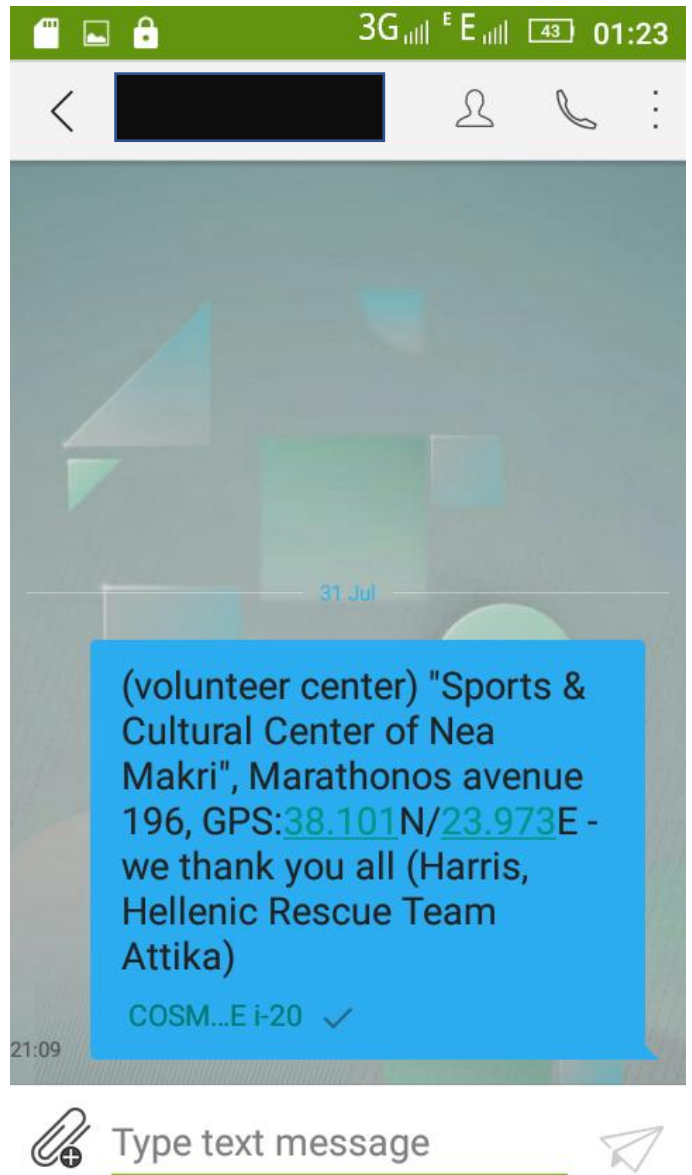 3G E E 43 01:23
31 Jul
(volunteer center) "Sports &
Cultural Center of Nea
Makri", Marathonos avenue
196, GPS:38.101N/23.973E -
we thank you all (Harris,
Hellenic Rescue Team
Attika)
COSM...E i-20
21:09
Type text message